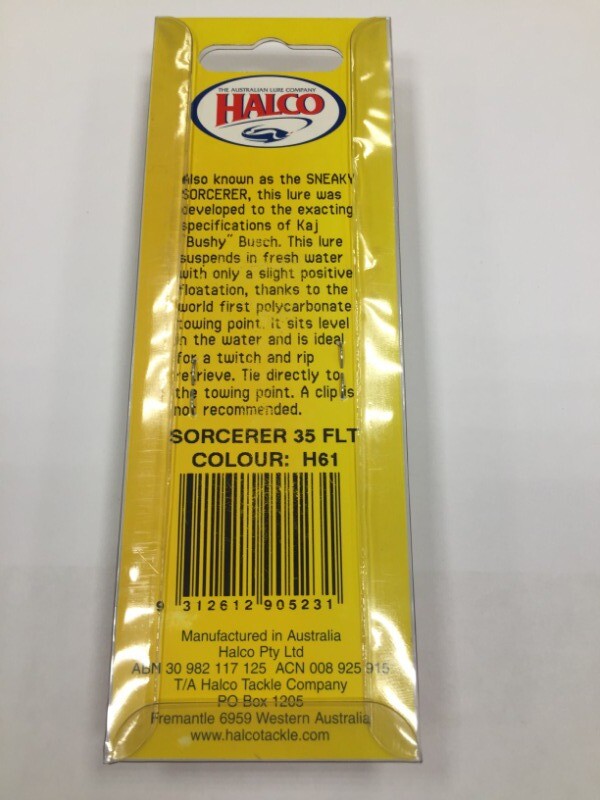 THE AUSTRALIAN LURE COMPANY
HALCO
Also known as the SNEAKY
SORCERER, this lure was
developed to the exacting
specifications of Kaj
"Bushy" Busch. This lure
suspends in fresh water
with only a slight positive
floatation, thanks to the
world first polycarbonate
towing point. it sits level
in the water and is ideal
for a twitch and rip
retrieve. Tie directly to
the towing point. A clip is
not recommended.
SORCERER 35 FLT
COLOUR: H61
9 312612 905231
Manufactured in Australia
Halco Pty Ltd
ABN 30 982 117 125 ACN 008 925 915
T/A Halco Tackle Company
PO Box 1205
Fremantle 6959 Western Australia
www.halcotackle.com